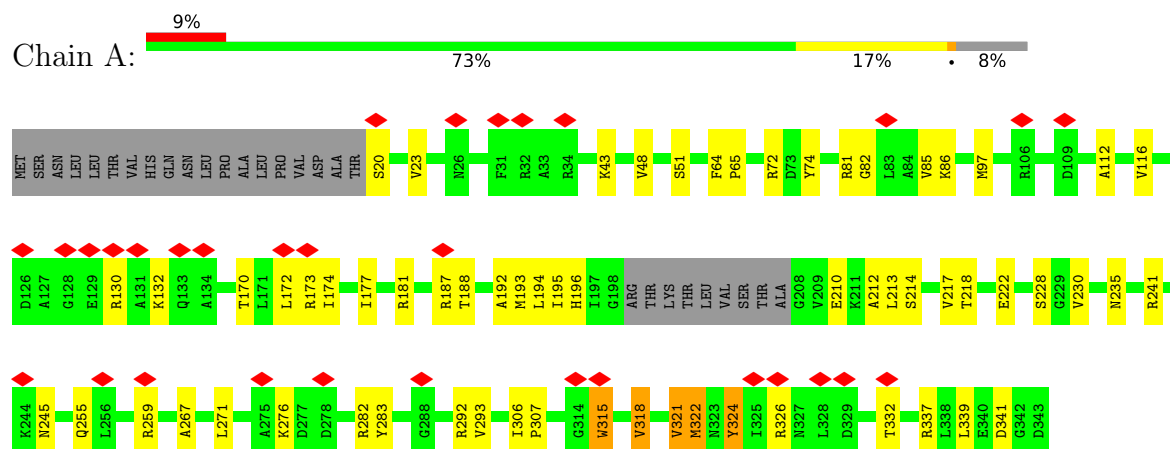 9%
Chain A:
73% 17% • 8%
MET SER ASN LEU LEU THR VAL HIS GLN ASN LEU PRO ALA LEU PRO VAL ASP ALA THR S20 V23 N26 F31 R32 A33 R34 K43 V48 S51 F64 P65 R72 D73 Y74 R81 G82 L83 A84 V85 K86 M97 R106 D109 A112 V116
D126 A127 G128 E129 R130 A131 K132 Q133 A134 T170 L171 L172 R173 I174 I177 R181 R187 T188 A192 M193 L194 I195 H196 I197 G198 ARG THR LYS THR LEU VAL SER THR ALA G208 V209 E210 K211 A212 L213 S214 V217 T218 E222 S228 G229 V230 N235 R241
K244 N245 Q255 L256 R259 A267 L271 A275 K276 D277 D278 R282 Y283 G288 R292 V293 I306 P307 G314 W315 V318 V321 M322 N323 Y324 I325 R326 N327 L328 D329 T332 R337 L338 L339 E340 D341 G342 D343